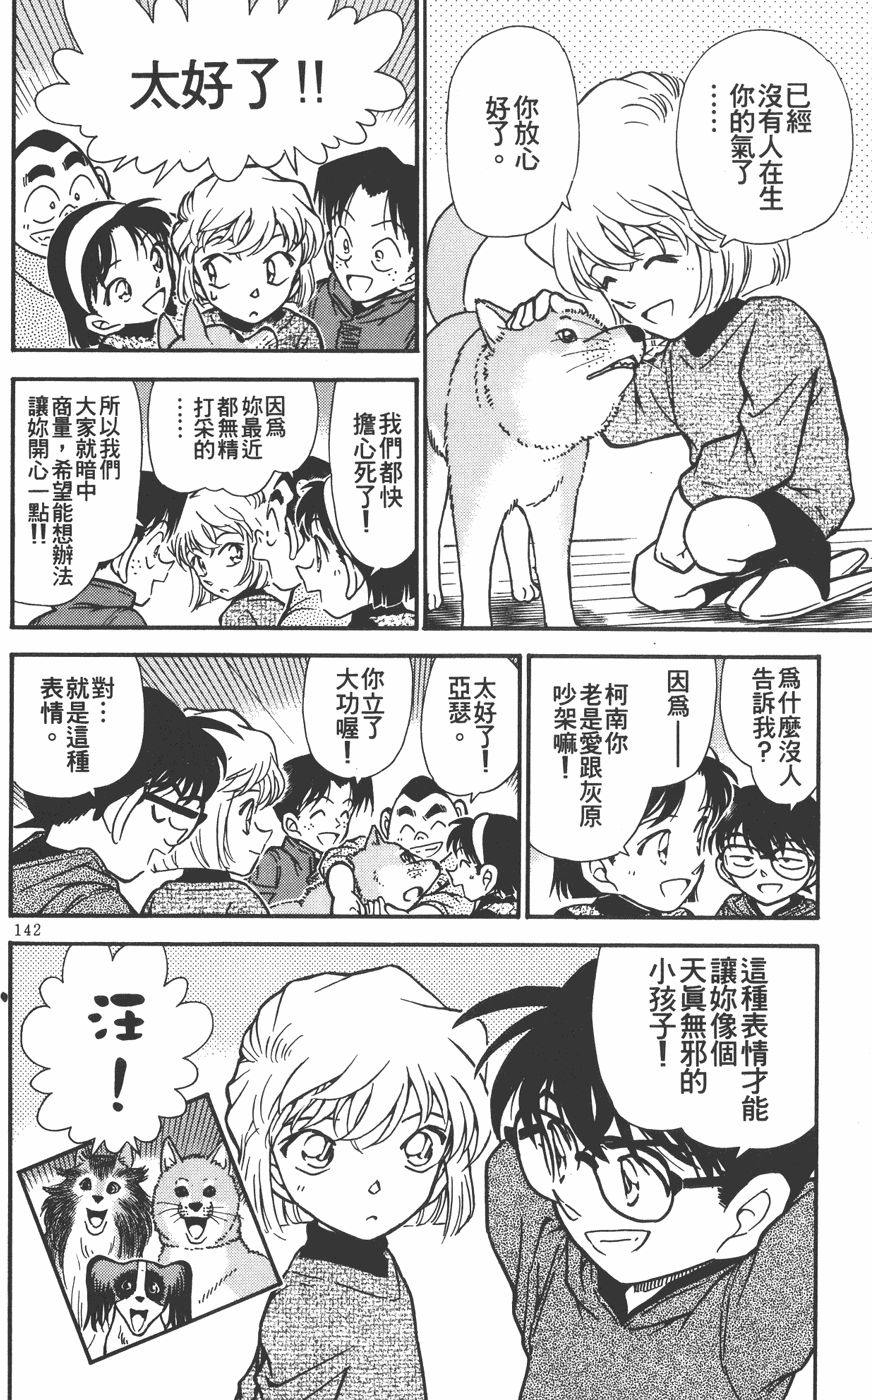 已經
沒有人在生
你的氣了
……
你放心
好了。
太好了!!
我們都快
擔心死了!
因為
妳最近
都無精
打采的
……
所以我們
大家就暗中
商量，希望能想辦法
讓妳開心一點!!
為什麼沒人
告訴我?
因為——
柯南你
老是愛跟灰原
吵架嘛!
太好了!
亞瑟。
你立了
大功喔!
對…
就是這種
表情。
142
這種表情才能
讓妳像個
天眞無邪的
小孩子!
汪!